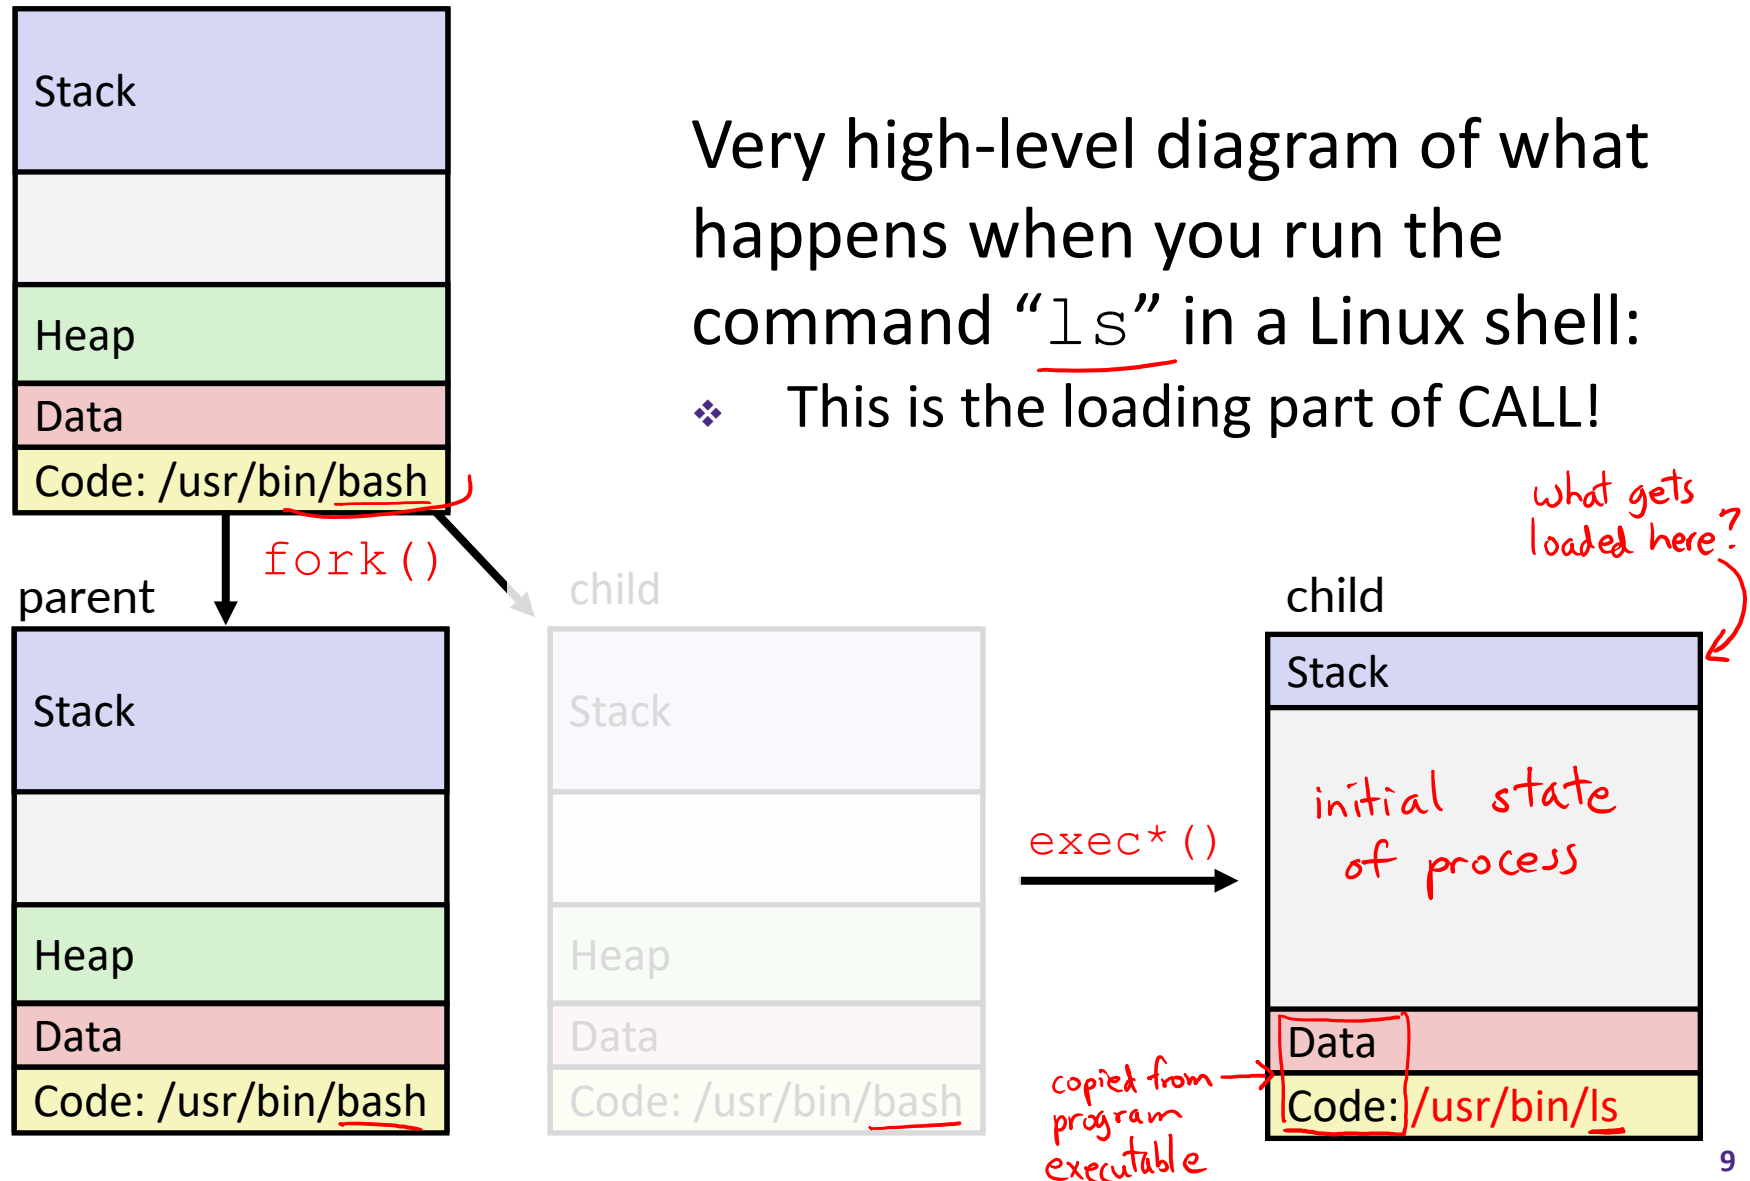 Stack
Heap
Data
Code: /usr/bin/bash
Very high-level diagram of what
happens when you run the
command “ls” in a Linux shell:
❖ This is the loading part of CALL!
fork()
parent
Stack
Heap
Data
Code: /usr/bin/bash
child
Stack
Heap
Data
Code: /usr/bin/bash
exec*()
what gets
loaded here?
child
Stack
initial state
of process
Data
Code: /usr/bin/ls
copied from
program
executable
9